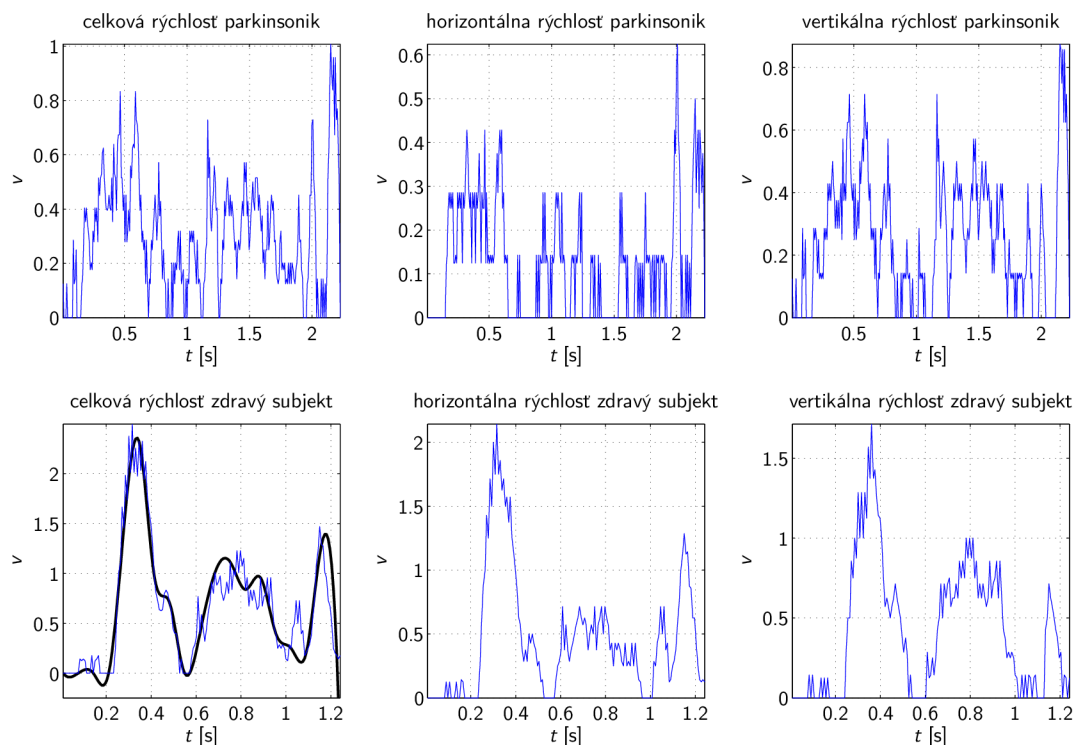 celková rýchlosť parkinsonik
1
0.8
0.6
0.4
0.2
0
v
0.5 1 1.5 2
t [s]
horizontálna rýchlosť parkinsonik
0.6
0.5
0.4
0.3
0.2
0.1
0
v
0.5 1 1.5 2
t [s]
vertikálna rýchlosť parkinsonik
0.8
0.6
0.4
0.2
0
v
0.5 1 1.5 2
t [s]
celková rýchlosť zdravý subjekt
2
1.5
1
0.5
0
v
0.2 0.4 0.6 0.8 1 1.2
t [s]
horizontálna rýchlosť zdravý subjekt
2
1.5
1
0.5
0
v
0.2 0.4 0.6 0.8 1 1.2
t [s]
vertikálna rýchlosť zdravý subjekt
1.5
1
0.5
0
v
0.2 0.4 0.6 0.8 1 1.2
t [s]